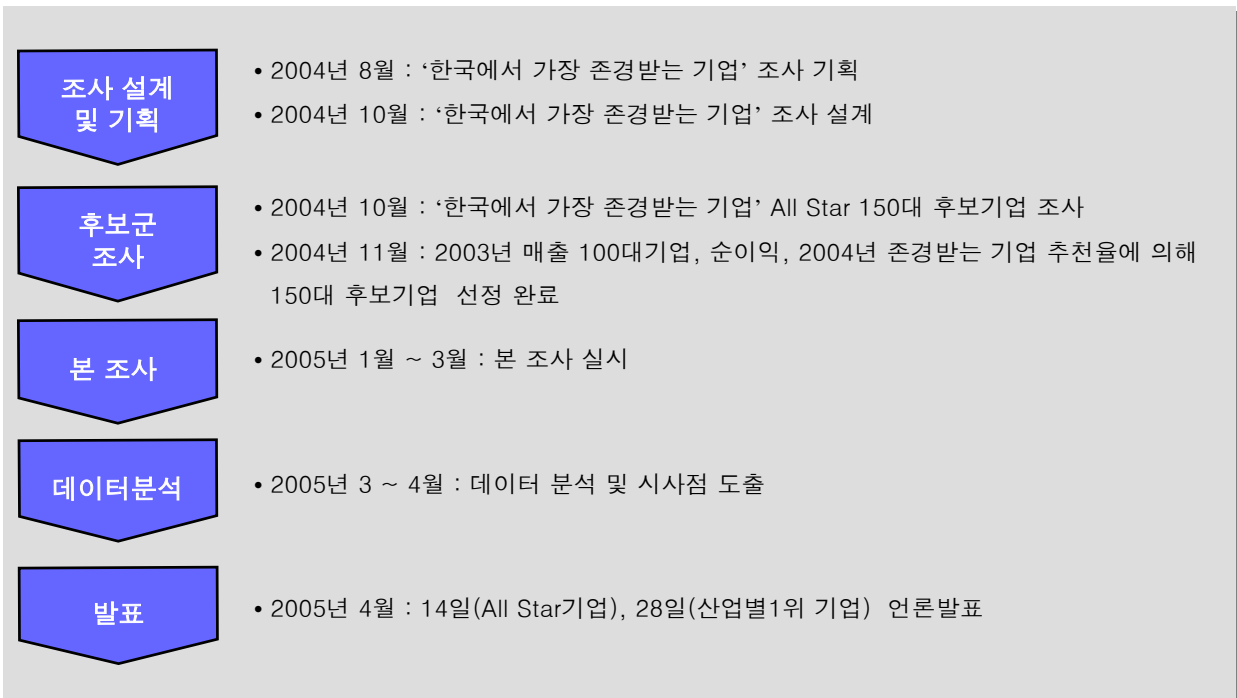 조사 설계
및 기획
• 2004년 8월 : ‘한국에서 가장 존경받는 기업’ 조사 기획
• 2004년 10월 : ‘한국에서 가장 존경받는 기업’ 조사 설계
후보군
조사
• 2004년 10월 : ‘한국에서 가장 존경받는 기업’ All Star 150대 후보기업 조사
• 2004년 11월 : 2003년 매출 100대기업, 순이익, 2004년 존경받는 기업 추천율에 의해
150대 후보기업 선정 완료
본 조사
• 2005년 1월 ~ 3월 : 본 조사 실시
데이터분석
• 2005년 3 ~ 4월 : 데이터 분석 및 시사점 도출
발표
• 2005년 4월 : 14일(All Star기업), 28일(산업별1위 기업) 언론발표